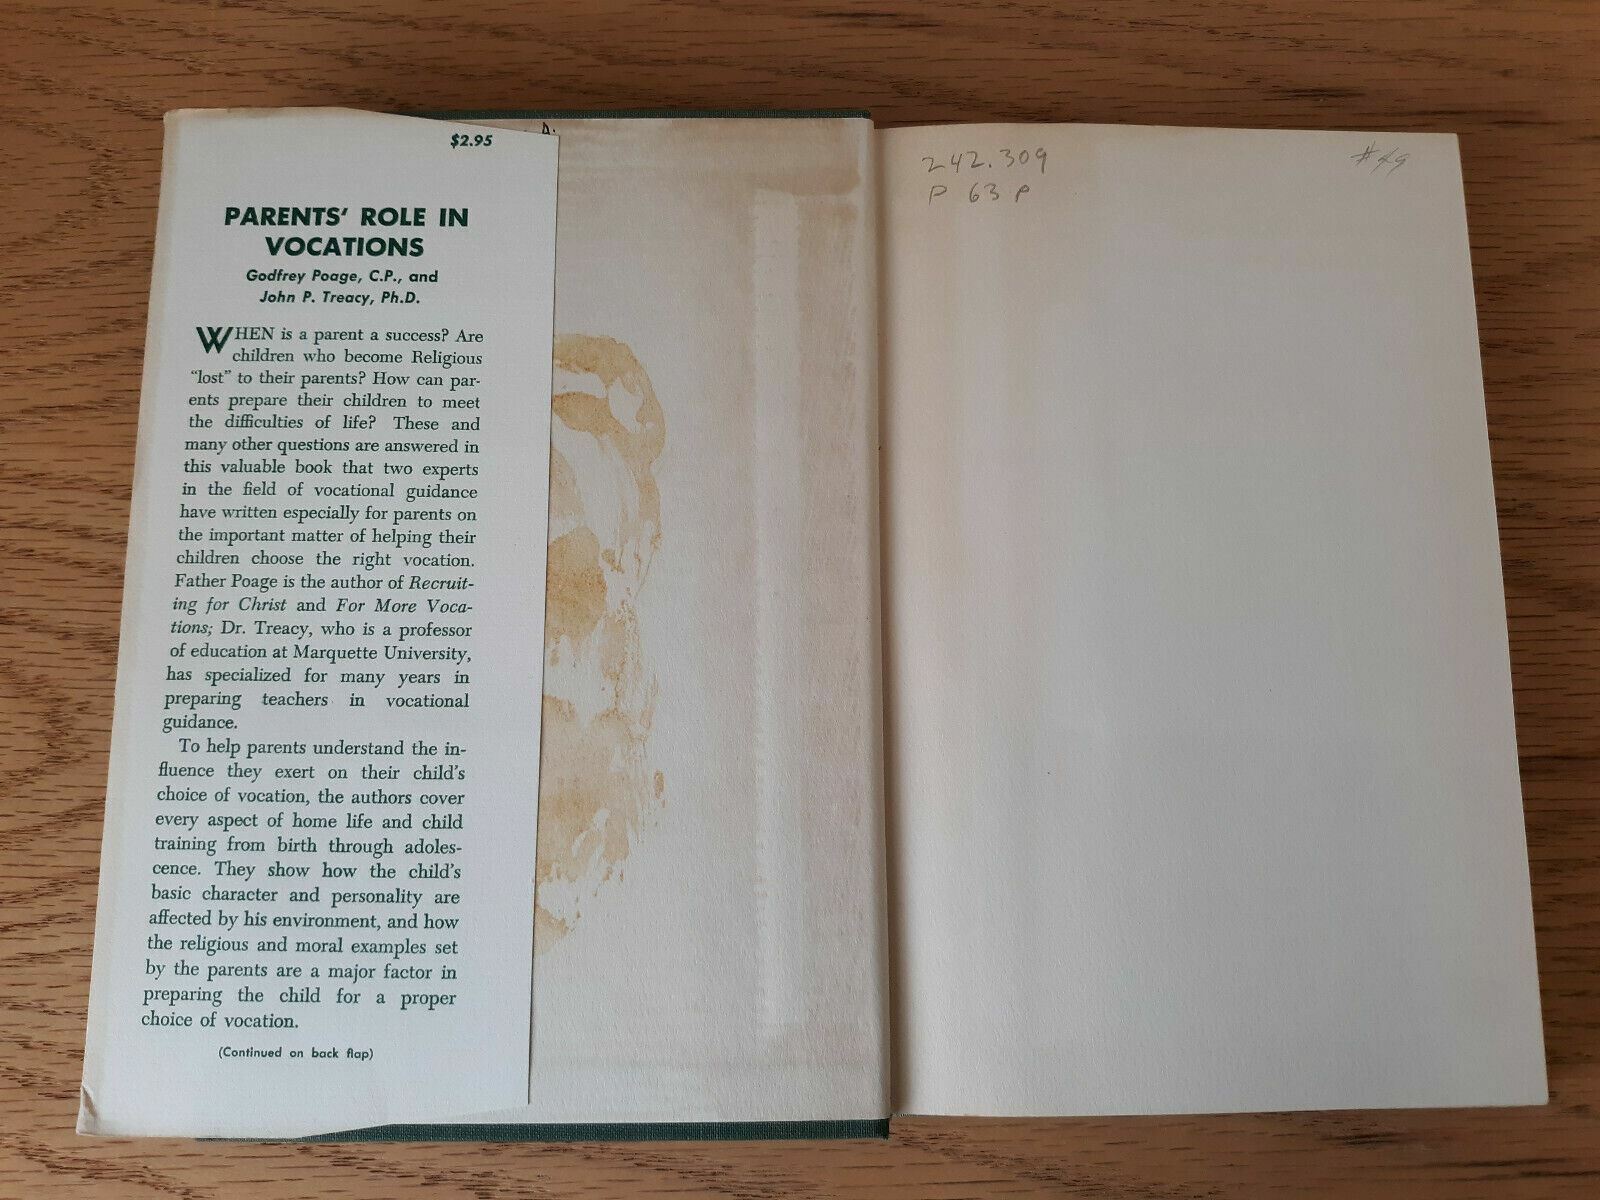 $2.95
PARENTS' ROLE IN
VOCATIONS
Godfrey Poage, C.P., and
John P. Treacy, Ph.D.
WHEN is a parent a success? Are
children who become Religious
"lost" to their parents? How can par-
ents prepare their children to meet
the difficulties of life? These and
many other questions are answered in
this valuable book that two experts
in the field of vocational guidance
have written especially for parents on
the important matter of helping their
children choose the right vocation.
Father Poage is the author of Recruit-
ing for Christ and For More Voca-
tions; Dr. Treacy, who is a professor
of education at Marquette University,
has specialized for many years in
preparing teachers in vocational
guidance.
To help parents understand the in-
fluence they exert on their child's
choice of vocation, the authors cover
every aspect of home life and child
training from birth through adoles-
cence. They show how the child's
basic character and personality are
affected by his environment, and how
the religious and moral examples set
by the parents are a major factor in
preparing the child for a proper
choice of vocation.
(Continued on back flap)
242.309
P 63 p